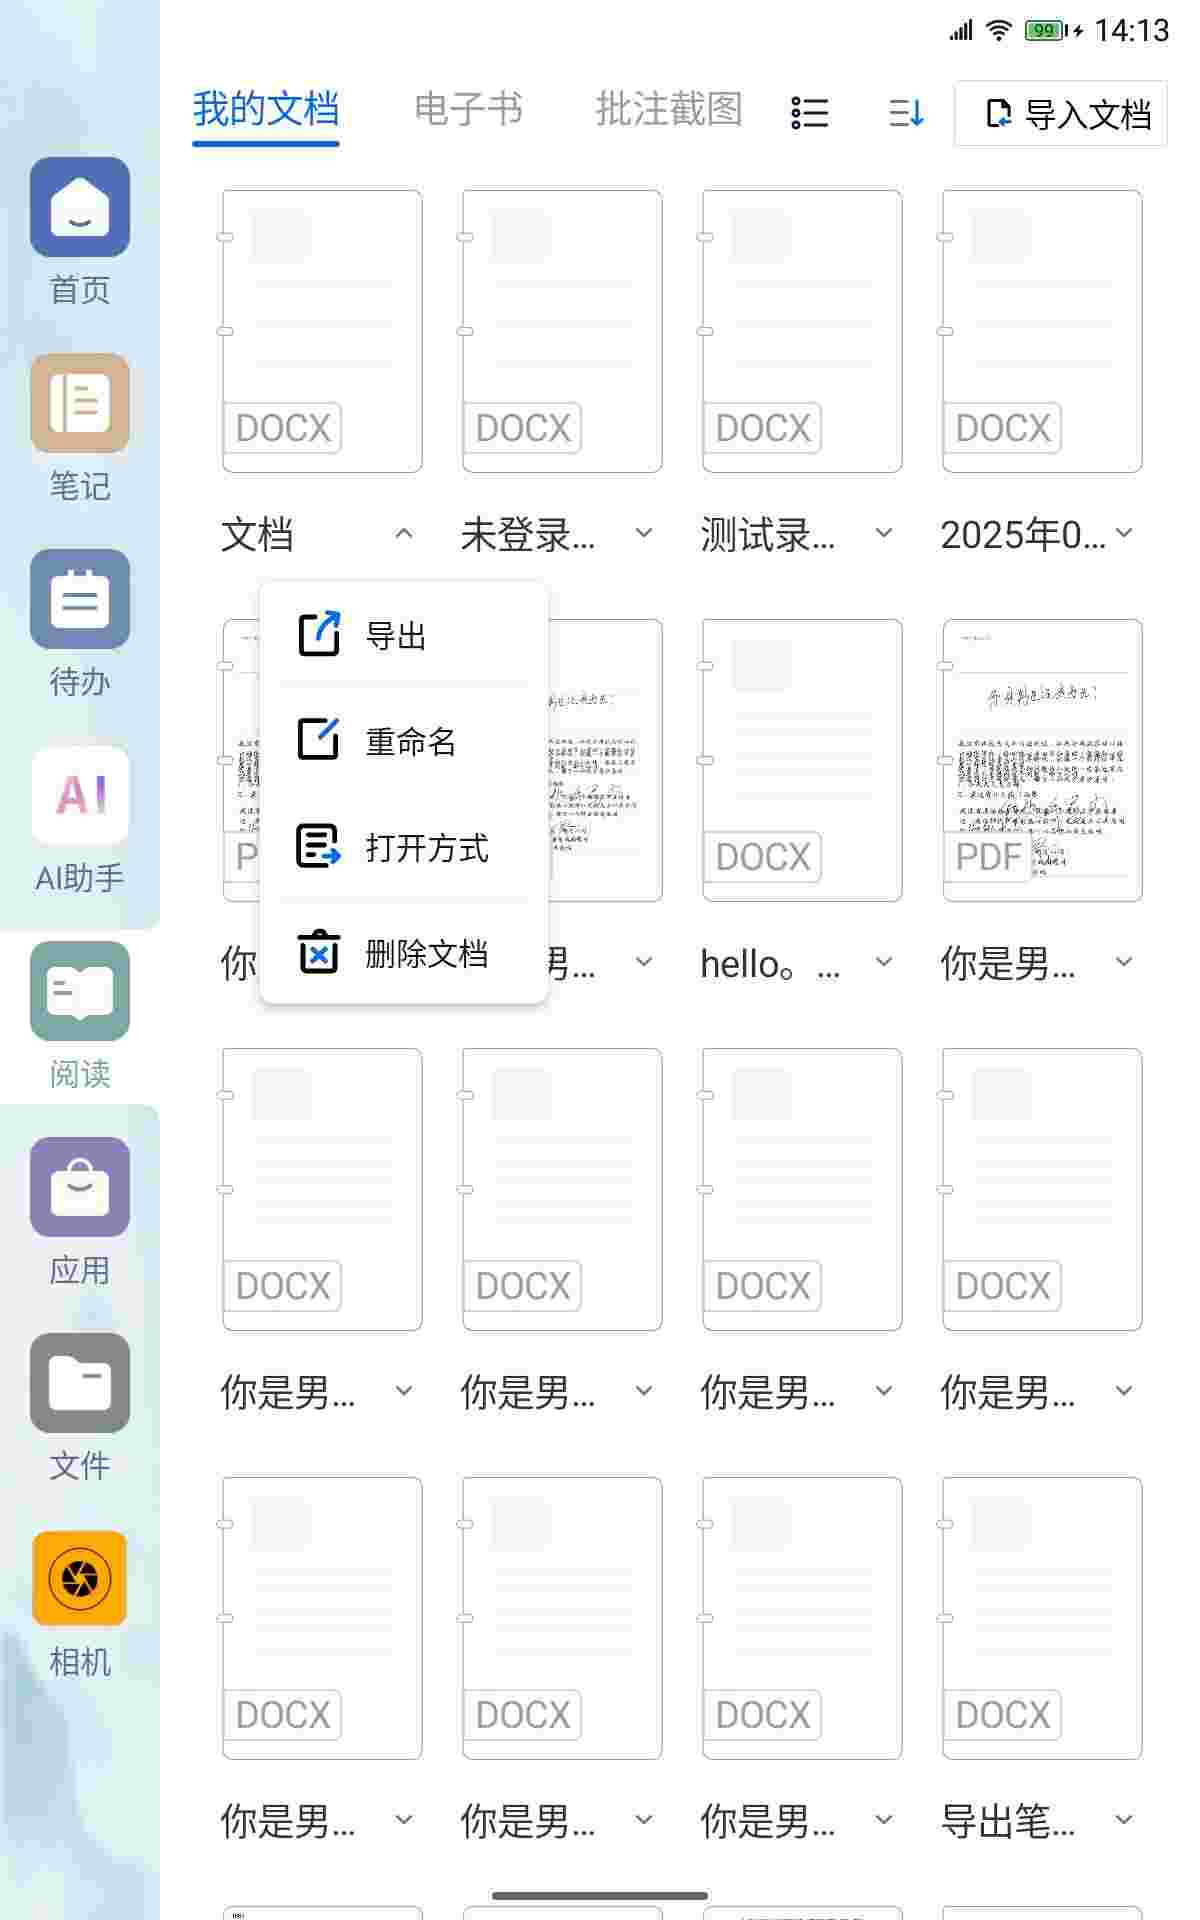 99 14:13
我的文档 电子书 批注截图 导入文档
首页
笔记
待办
AI
AI助手
阅读
应用
文件
相机
DOCX DOCX DOCX DOCX
文档 未登录... 测试录... 2025年0...
导出
重命名
打开方式
删除文档
DOCX PDF
你 男... hello。... 你是男...
DOCX DOCX DOCX DOCX
你是男... 你是男... 你是男... 你是男...
DOCX DOCX DOCX DOCX
你是男... 你是男... 你是男... 导出笔...